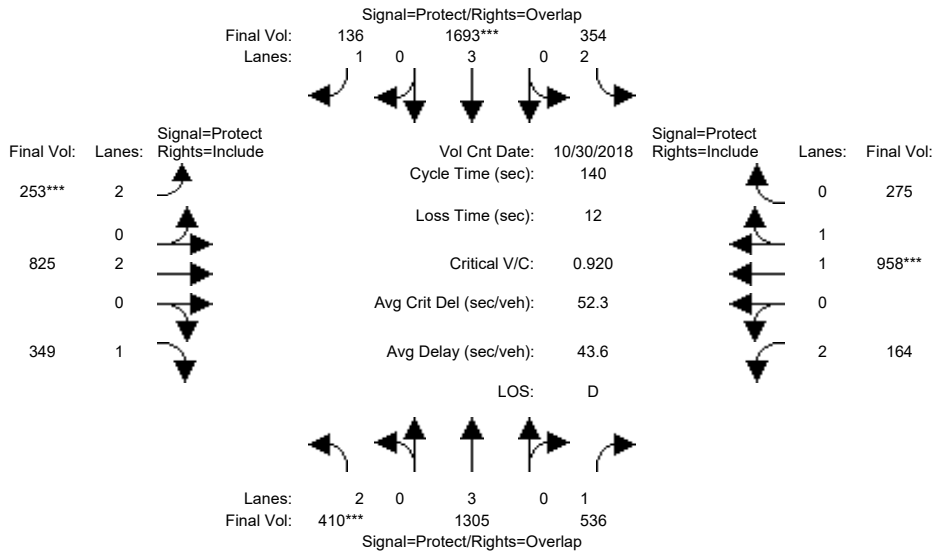 Signal=Protect/Rights=Overlap
Final Vol: 136 1693*** 354
Lanes: 1 0 3 0 2
Signal=Protect
Final Vol: Lanes: Rights=Include
Vol Cnt Date: 10/30/2018
Signal=Protect
Rights=Include Lanes: Final Vol:
Cycle Time (sec): 140
253*** 2
0 275
Loss Time (sec): 12
0
1
825 2
Critical V/C: 0.920
1 958***
0
Avg Crit Del (sec/veh): 52.3
0
349 1
Avg Delay (sec/veh): 43.6
2 164
LOS: D
Lanes: 2 0 3 0 1
Final Vol: 410*** 1305 536
Signal=Protect/Rights=Overlap